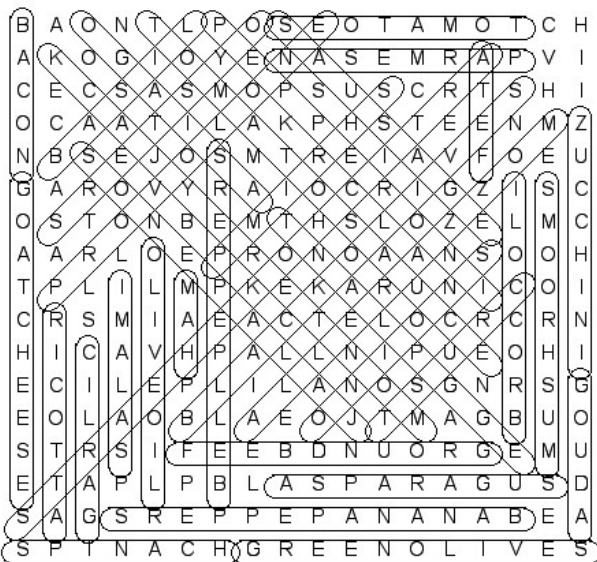 B A O N T L P O S E O T A M O T C H
A K O G I O Y E N A S E M R A P V I
C E C S A S M O P S U S C R T S H I
O C A A T I L A K P H S T E E N M Z
N B S E J O S M T R E I A V F O E U
G A R O V Y R A I O C R I G Z I S C
O S T O N B E M T H S L O Z E L M C
A A R L O E P R O N O A A N S O O H
T P L I L M P K E K A R U N I C O I
C R S M I A E A C T E L O C R C R N
H I C A V H P A L L N I P U E O H I
E C I L E P L I L A N O S G N R S G
E O L A O B L A E O J T M A G B U O
S T R S I F E E B D N U O R G E M U
E T A P L P B L A S P A R A G U S D
S A G S R E P P E P A N A N A B E A
S P I N A C H G R E E N O L I V E S